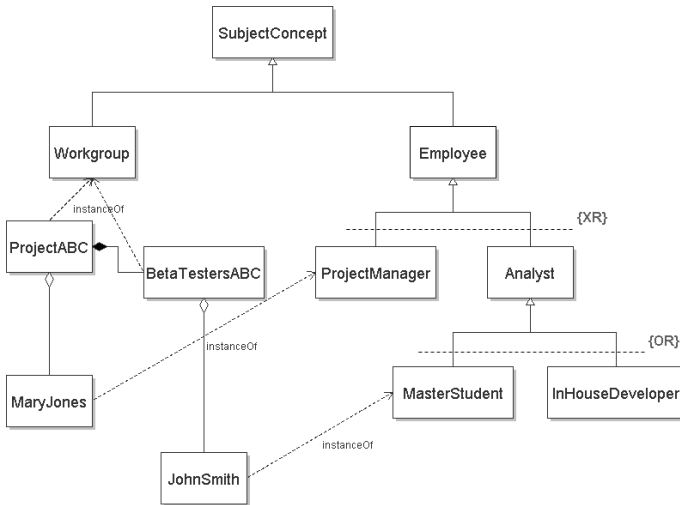 SubjectConcept
Workgroup
Employee
instanceOf
{XR}
ProjectABC
BetaTestersABC
ProjectManager
Analyst
instanceOf
{OR}
MaryJones
MasterStudent
InHouseDeveloper
instanceOf
JohnSmith